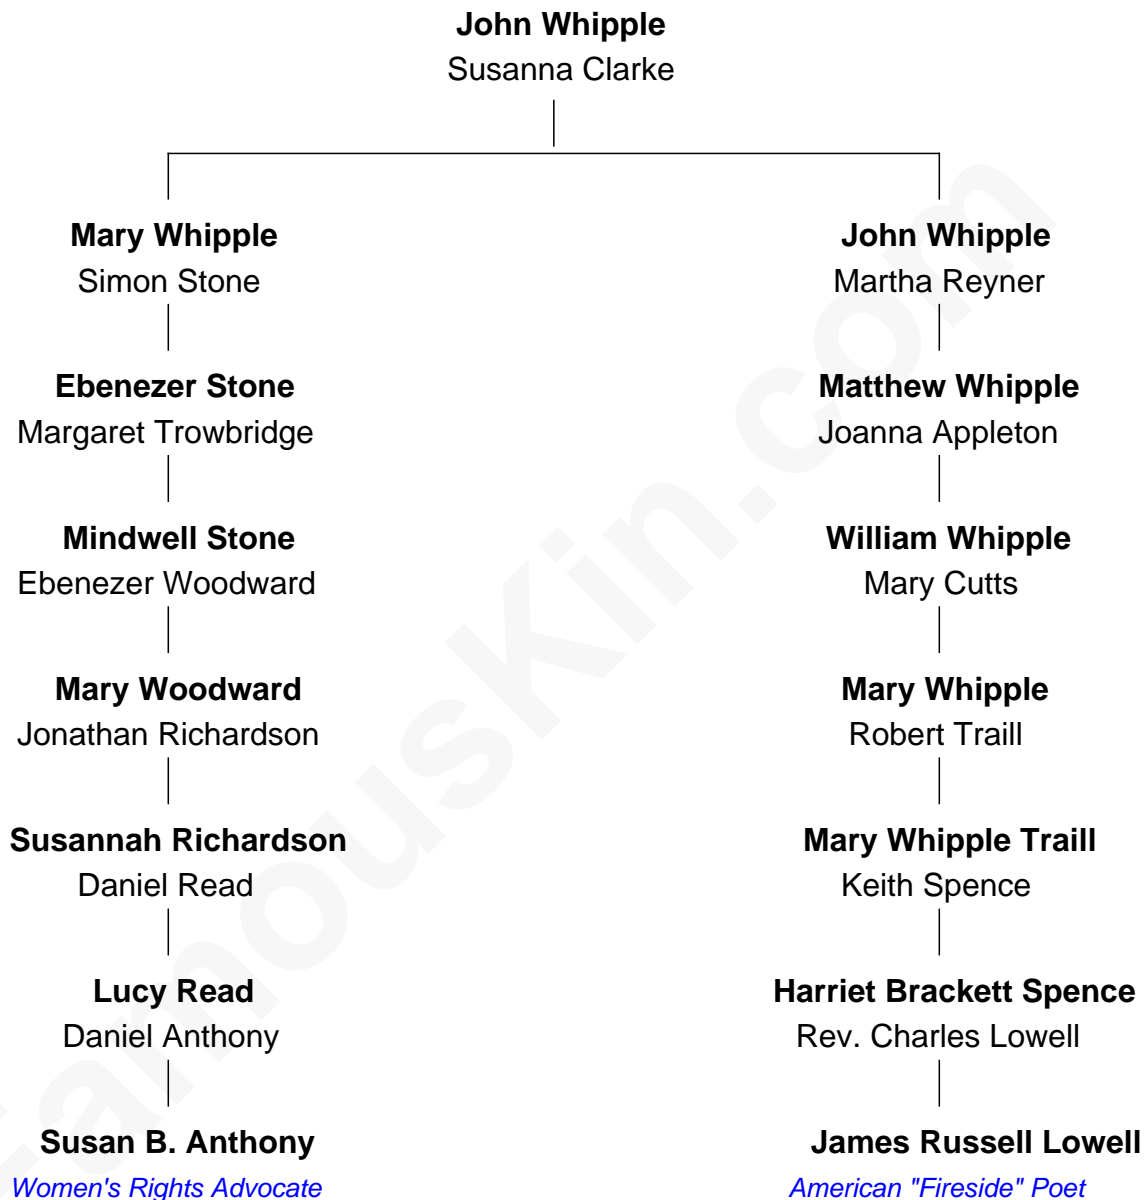 John Whipple
Susanna Clarke
Mary Whipple
Simon Stone
Ebenezer Stone
Margaret Trowbridge
Mindwell Stone
Ebenezer Woodward
Mary Woodward
Jonathan Richardson
Susannah Richardson
Daniel Read
Lucy Read
Daniel Anthony
Susan B. Anthony
Women's Rights Advocate
John Whipple
Martha Reyner
Matthew Whipple
Joanna Appleton
William Whipple
Mary Cutts
Mary Whipple
Robert Traill
Mary Whipple Traill
Keith Spence
Harriet Brackett Spence
Rev. Charles Lowell
James Russell Lowell
American "Fireside" Poet
FamousKin.com